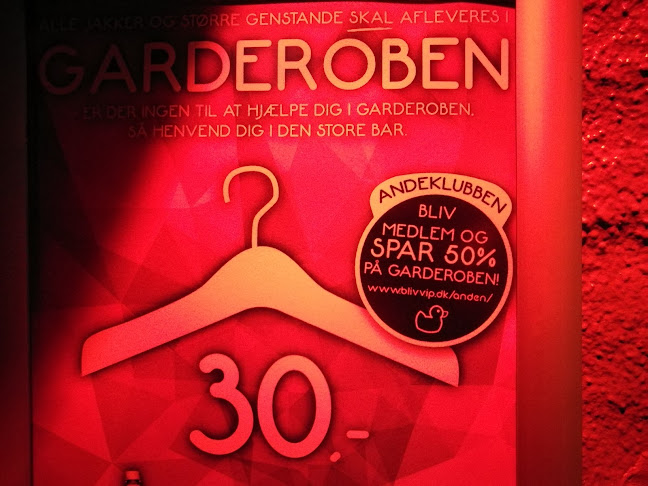 ALLE JAKKER OG STØRRE GENSTANDE SKAL AFLEVERES I
GARDEROBEN
ER DER INGEN TIL AT HJÆLPE DIG I GARDEROBEN,
SÅ HENVEND DIG I DEN STORE BAR.
ANDEKLUBBEN
BLIV
MEDLEM OG
SPAR 50%
PÅ GARDEROBEN!
www.blivvip.dk/anden/
30,-